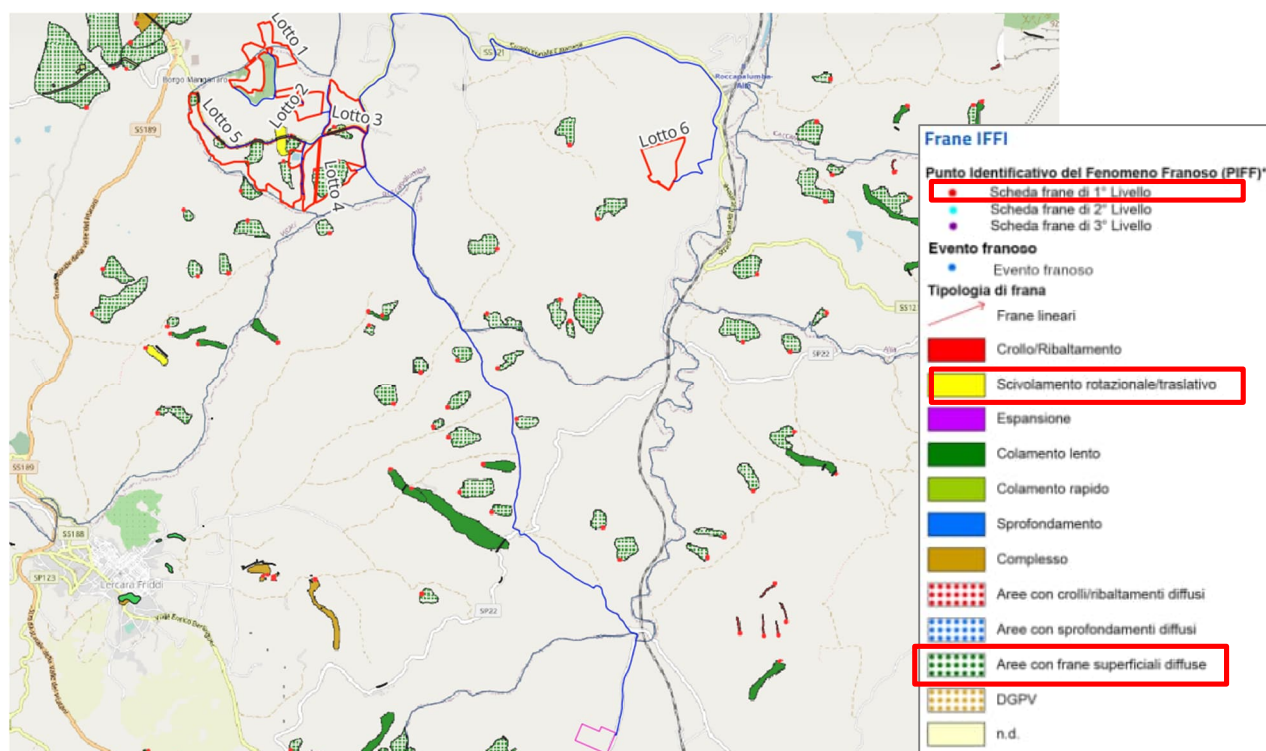 Lotto 1
Borgo Manganaro
SS189
Lotto 2
Lotto 5
Lotto 3
Lotto 4
SS121
Roccapalumba
Lotto 6
SS12
SP22
SS189
SS188
SP123
Lercara Friddi
SP22
Frane IFFI
Punto Identificativo del Fenomeno Franoso (PIFF)*
Scheda frane di 1° Livello
Scheda frane di 2° Livello
Scheda frane di 3° Livello
Evento franoso
Evento franoso
Tipologia di frana
Frane lineari
Crollo/Ribaltamento
Scivolamento rotazionale/traslativo
Espansione
Colamento lento
Colamento rapido
Sprofondamento
Complesso
Aree con crolli/ribaltamenti diffusi
Aree con sprofondamenti diffusi
Aree con frane superficiali diffuse
DGPV
n.d.